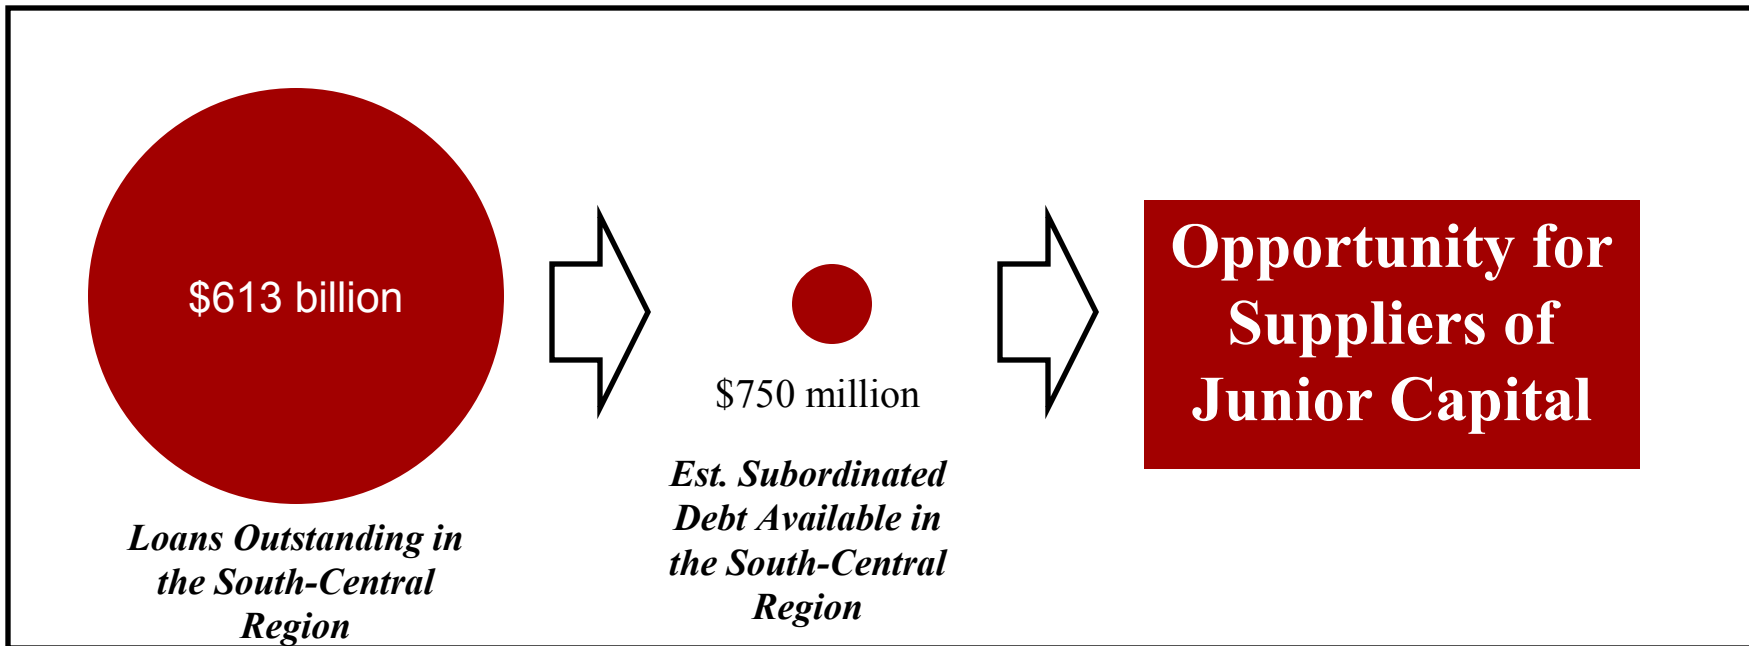 $613 billion
Loans Outstanding in
the South-Central
Region
$750 million
Est. Subordinated
Debt Available in
the South-Central
Region
Opportunity for
Suppliers of
Junior Capital